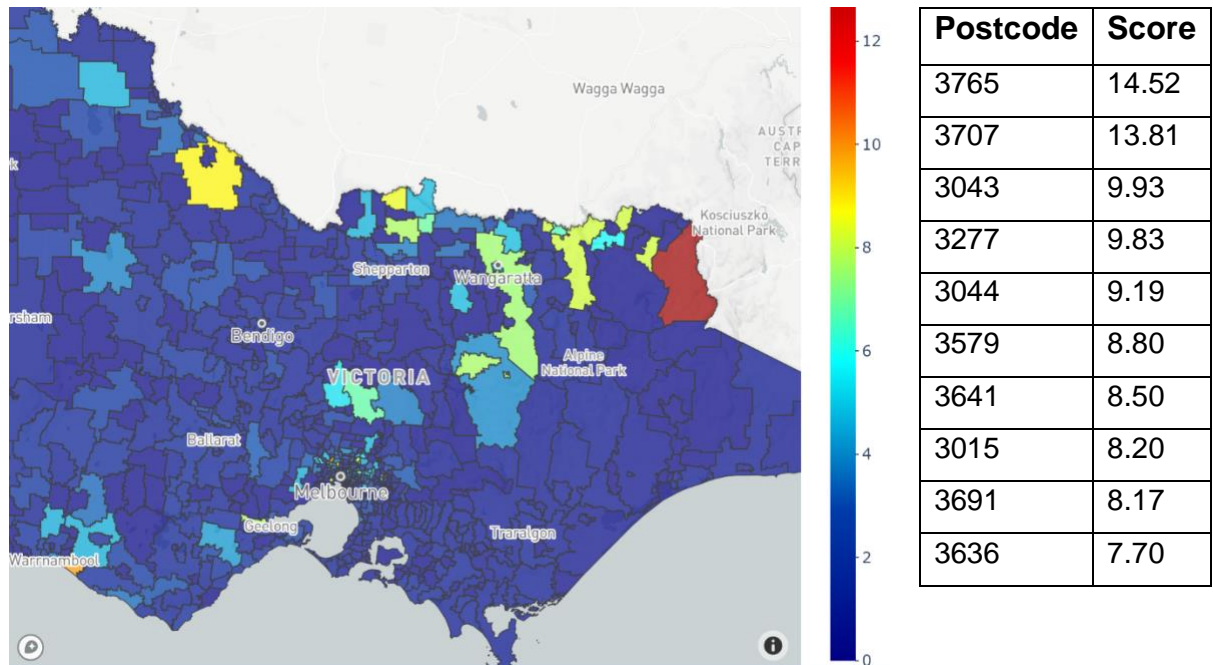 Wagga Wagga
AUSTR
CAP
TERR
Kosciuszko
National Park
Shepparton
Wangaratta
rsham
Bendigo
Alpine
National Park
VICTORIA
Ballarat
Melbourne
Geelong
Traralgon
Warrnambool
12
10
8
6
4
2
0
Postcode Score
3765 14.52
3707 13.81
3043 9.93
3277 9.83
3044 9.19
3579 8.80
3641 8.50
3015 8.20
3691 8.17
3636 7.70